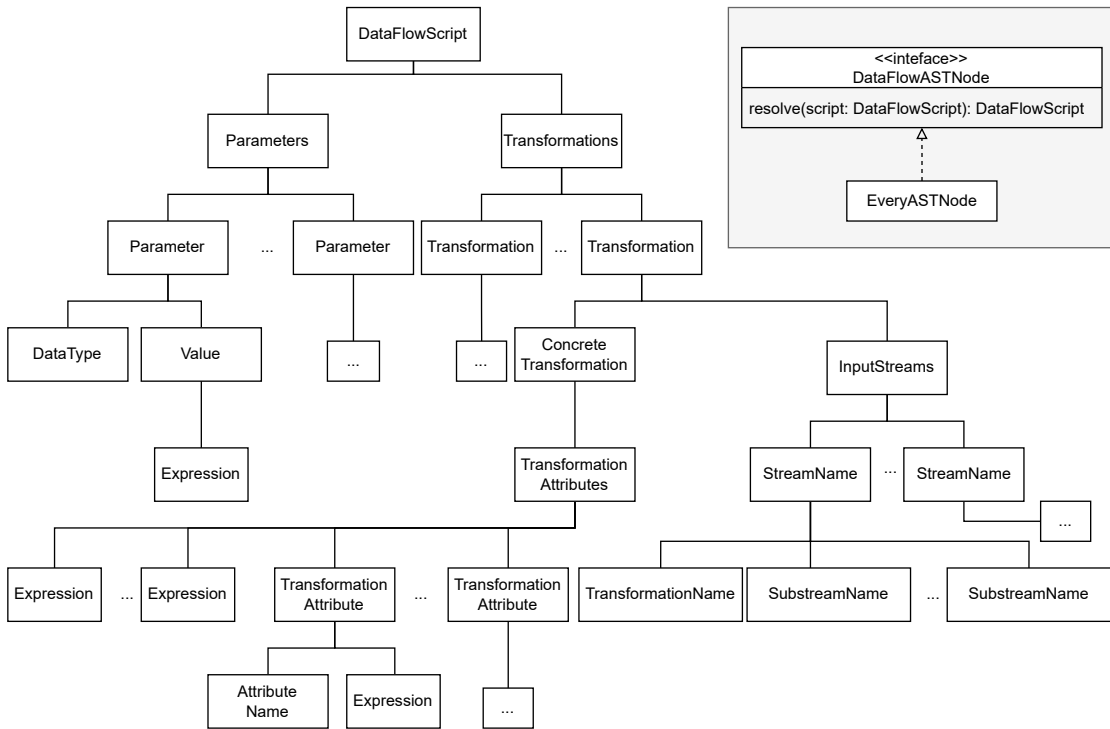 DataFlowScript
<<inteface>>
DataFlowASTNode
resolve(script: DataFlowScript): DataFlowScript
EveryASTNode
Parameters
Transformations
Parameter
...
Parameter
Transformation
...
Transformation
DataType
Value
...
...
Concrete
Transformation
InputStreams
Expression
Transformation
Attributes
StreamName
...
StreamName
...
Expression
...
Expression
Transformation
Attribute
...
Transformation
Attribute
TransformationName
SubstreamName
...
SubstreamName
Attribute
Name
Expression
...